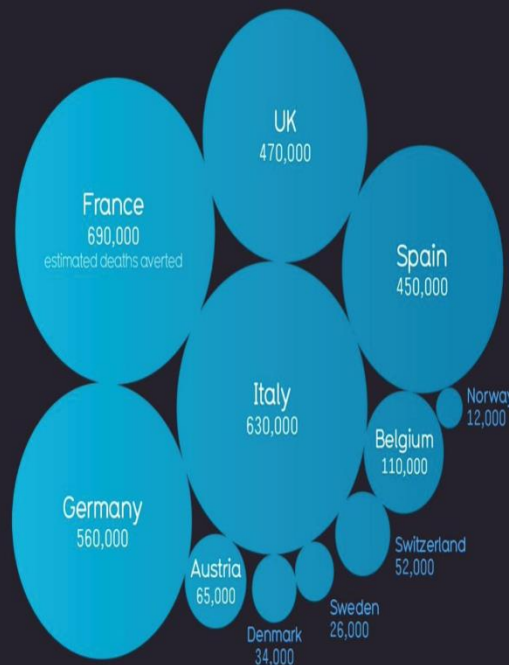 UK
470,000
France
690,000
estimated deaths averted
Spain
450,000
Italy
630,000
Norway
12,000
Belgium
110,000
Germany
560,000
Switzerland
52,000
Austria
65,000
Sweden
26,000
Denmark
34,000